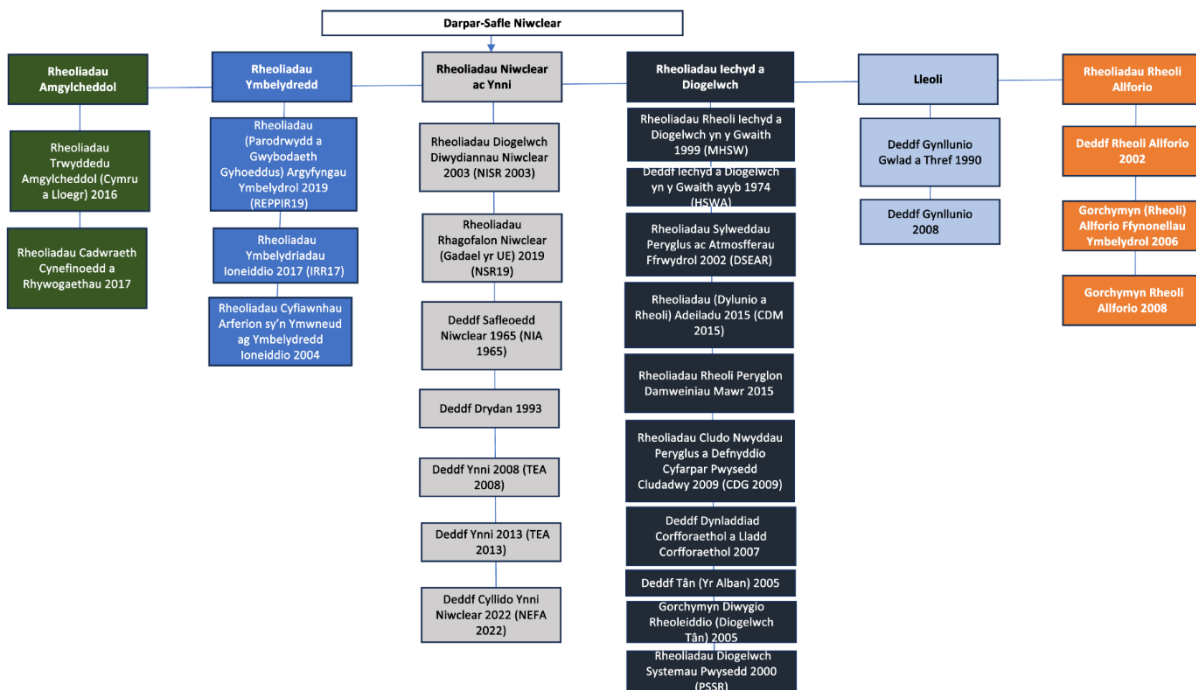 Darpar-Safle Niwclear
Rheoliadau
Amgylcheddol
Rheoliadau
Trwyddedu
Amgylcheddol (Cymru
a Lloegr) 2016
Rheoliadau Cadwraeth
Cynefinoedd a
Rhywogaethau 2017
Rheoliadau
Ymbelydredd
Rheoliadau
(Parodrwydd a
Gwybodaeth
Gyhoeddus) Argyfyngau
Ymbelydrol 2019
(REPPIR19)
Rheoliadau
Ymbelydriadau
Ioneiddio 2017 (IRR17)
Rheoliadau Cyfiawnhau
Arferion sy'n Ymwneud
ag Ymbelydredd
Ioneiddio 2004
Rheoliadau Niwclear
ac Ynni
Rheoliadau Diogelwch
Diwydiannau Niwclear
2003 (NISR 2003)
Rheoliadau
Rhagofalon Niwclear
(Gadael yr UE) 2019
(NSR19)
Deddf Safleoedd
Niwclear 1965 (NIA
1965)
Deddf Drydan 1993
Deddf Ynni 2008 (TEA
2008)
Deddf Ynni 2013 (TEA
2013)
Deddf Cyllido Ynni
Niwclear 2022 (NEFA
2022)
Rheoliadau Iechyd a
Diogelwch
Rheoliadau Rheoli Iechyd a
Diogelwch yn y Gwaith
1999 (MHSW)
Deddf Iechyd a Diogelwch
yn y Gwaith ayyb 1974
(HSWA)
Rheoliadau Sylweddau
Peryglus ac Atmosfferau
Ffrwydrol 2002 (DSEAR)
Rheoliadau (Dylunio a
Rheoli) Adeiladu 2015 (CDM
2015)
Rheoliadau Rheoli Peryglon
Damweiniau Mawr 2015
Rheoliadau Cludo Nwyddau
Peryglus a Defnyddio
Cyfarpar Pwysedd
Cludadwy 2009 (CDG 2009)
Deddf Dynladdiad
Corfforaethol a Lladd
Corfforaethol 2007
Deddf Tân (Yr Alban) 2005
Gorchymyn Diwygio
Rheoleiddio (Diogelwch
Tân) 2005
Rheoliadau Diogelwch
Systemau Pwysedd 2000
(PSSR)
Lleoli
Deddf Gynllunio
Gwlad a Thref 1990
Deddf Gynllunio
2008
Rheoliadau Rheoli
Allforio
Deddf Rheoli Allforio
2002
Gorchymyn (Rheoli)
Allforio Ffynonellau
Ymbelydrol 2006
Gorchymyn Rheoli
Allforio 2008